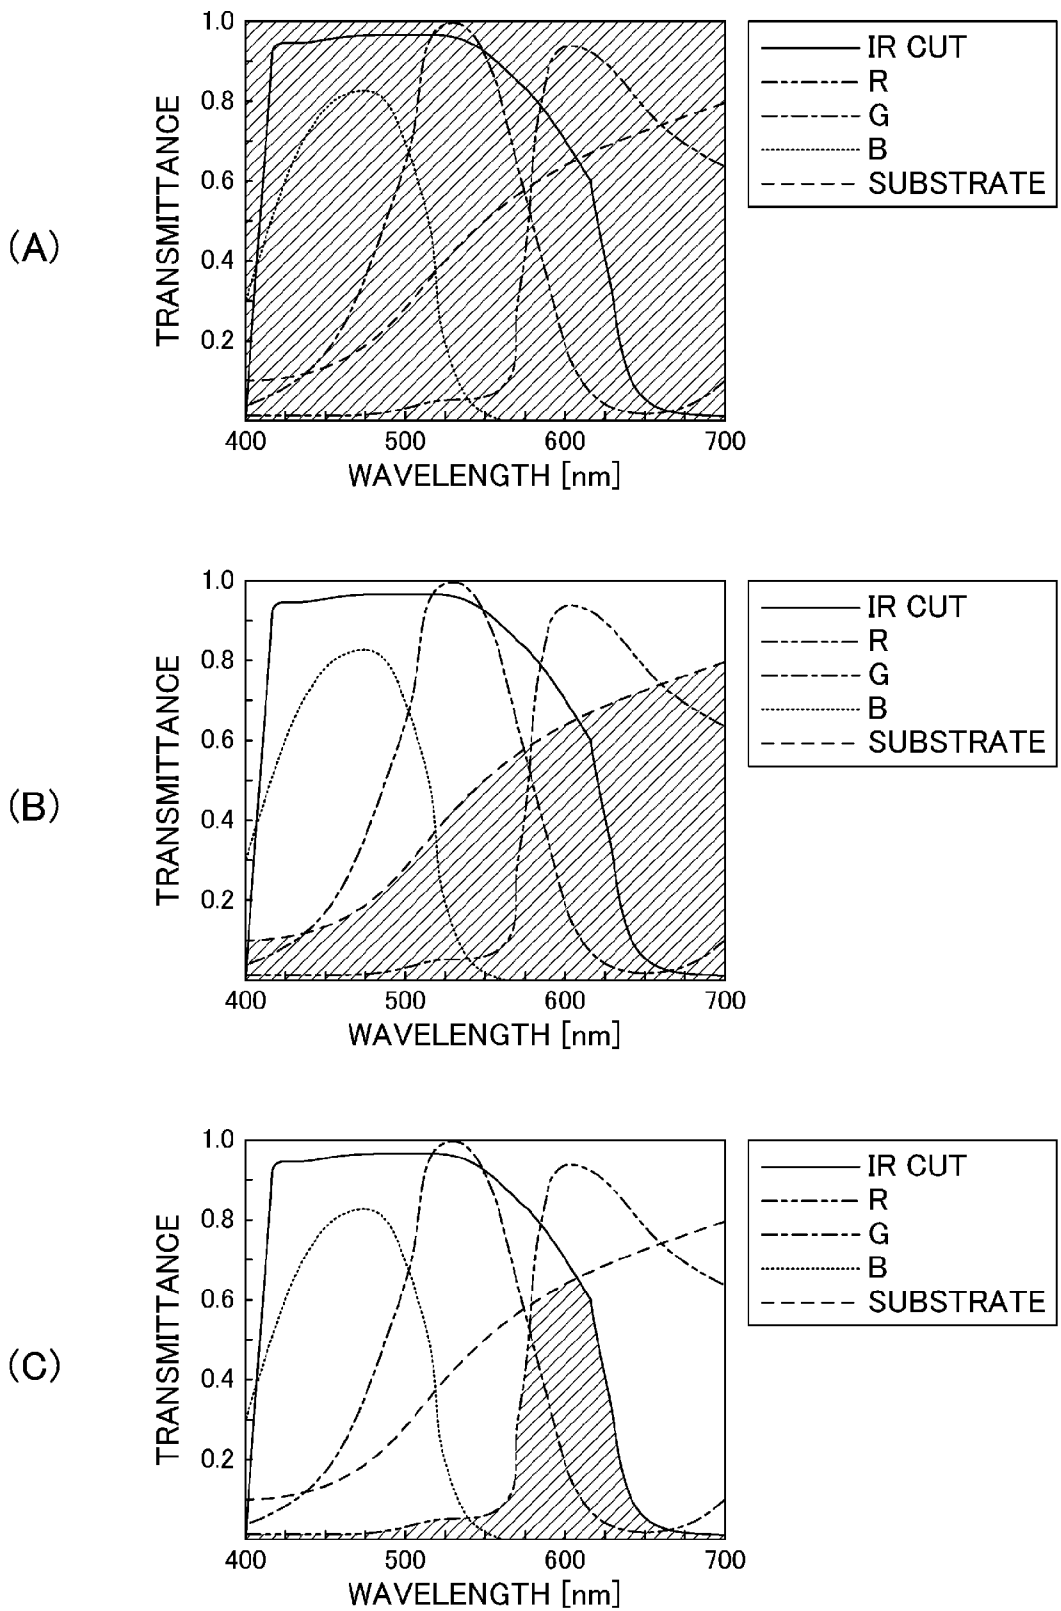 (A)
TRANSMITTANCE
1.0
0.8
0.6
0.4
0.2
400 500 600 700
WAVELENGTH [nm]
IR CUT
R
G
B
SUBSTRATE
(B)
TRANSMITTANCE
1.0
0.8
0.6
0.4
0.2
400 500 600 700
WAVELENGTH [nm]
IR CUT
R
G
B
SUBSTRATE
(C)
TRANSMITTANCE
1.0
0.8
0.6
0.4
0.2
400 500 600 700
WAVELENGTH [nm]
IR CUT
R
G
B
SUBSTRATE